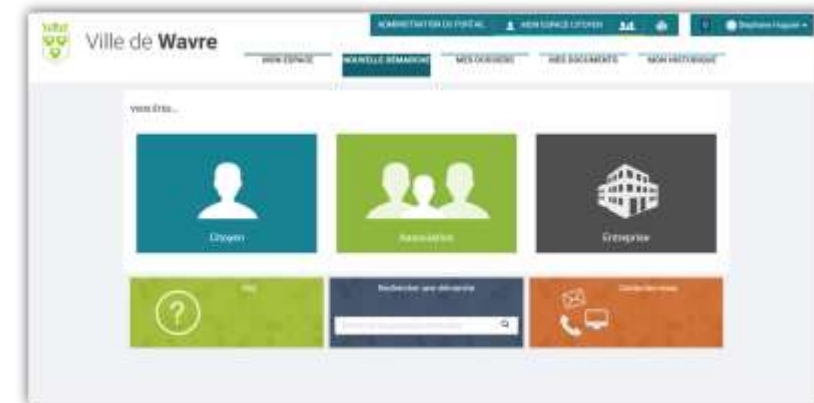 Ville de Wavre
ADMINISTRATION DU PORTAIL
MON ESPACE CITOYEN
MON ESPACE
NOUVELLE DÉMARCHE
MES DOSSIERS
MES DOCUMENTS
MON HISTORIQUE
Vous êtes...
Citoyen
Association
Entreprise
FAQ
Rechercher une démarche
Contactez-nous